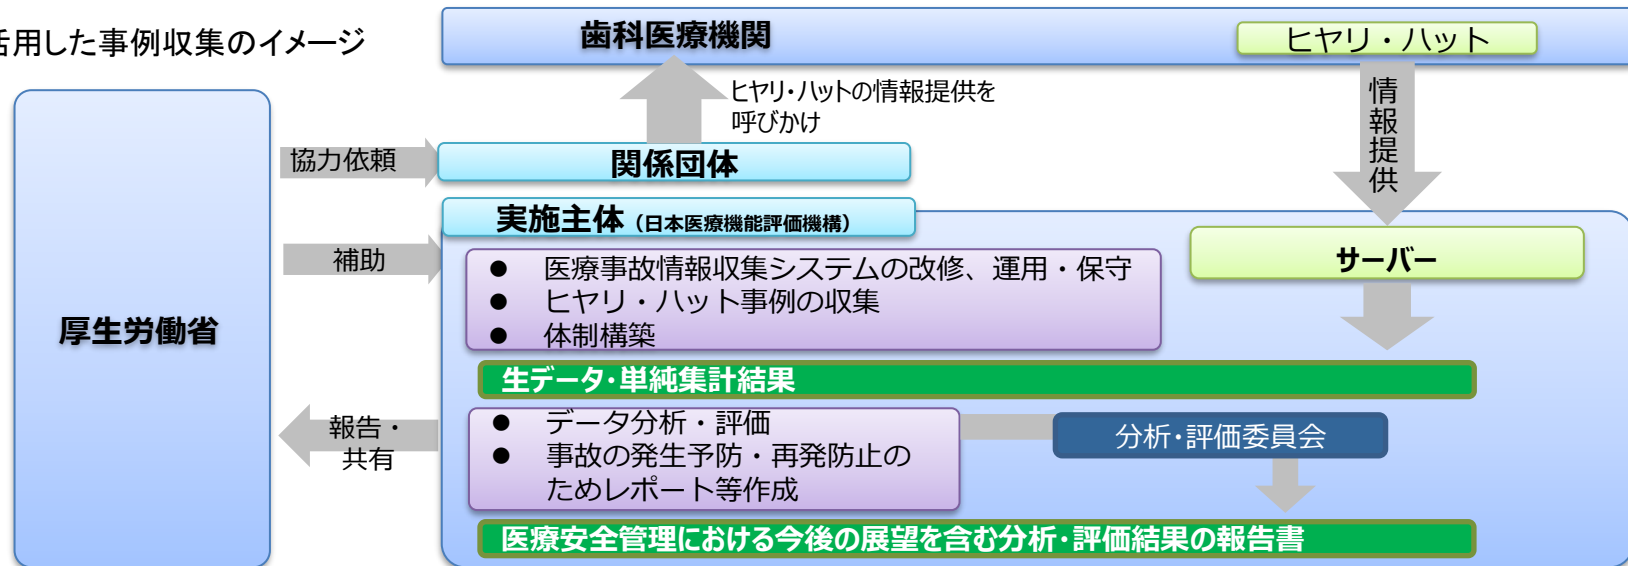 活用した事例収集のイメージ
歯科医療機関
ヒヤリ・ハット
ヒヤリ・ハットの情報提供を
呼びかけ
情報提供
協力依頼
関係団体
実施主体（日本医療機能評価機構）
補助
● 医療事故情報収集システムの改修、運用・保守
● ヒヤリ・ハット事例の収集
● 体制構築
サーバー
厚生労働省
生データ・単純集計結果
報告・
共有
● データ分析・評価
● 事故の発生予防・再発防止の
ためレポート等作成
分析・評価委員会
医療安全管理における今後の展望を含む分析・評価結果の報告書